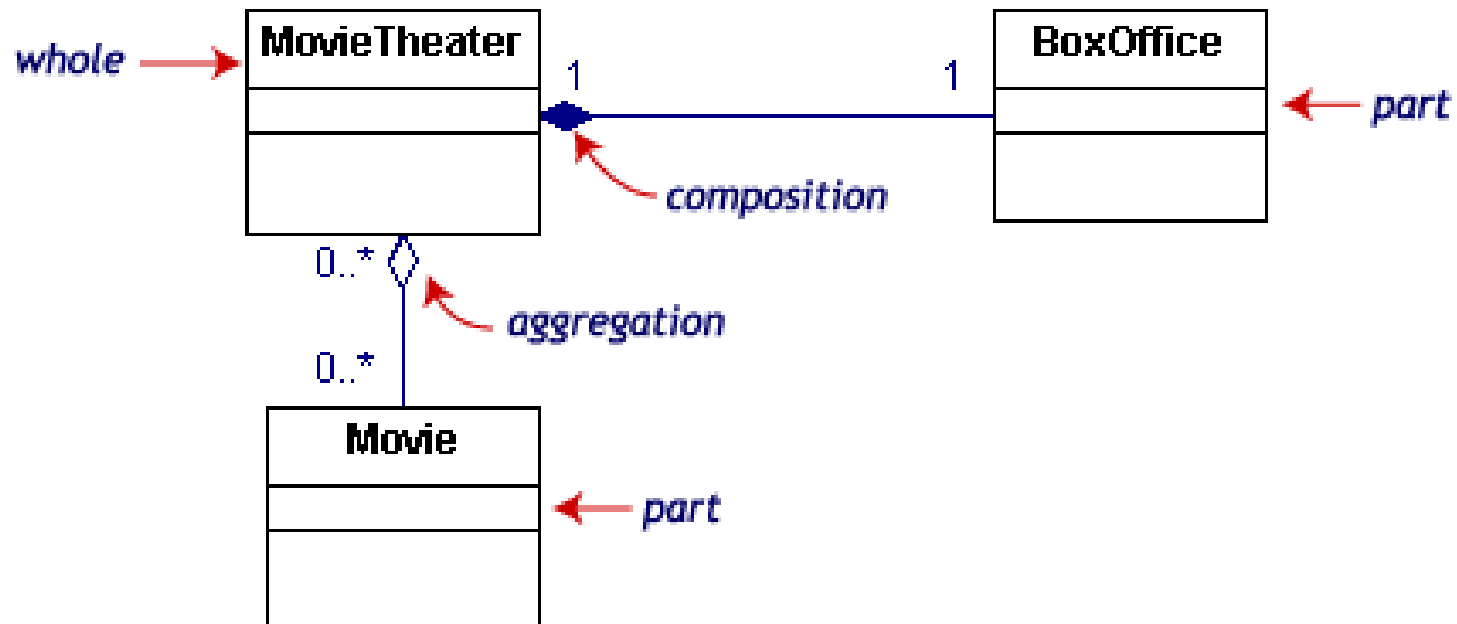 MovieTheater
BoxOffice
whole
1
1
part
composition
0..*
aggregation
0..*
Movie
part